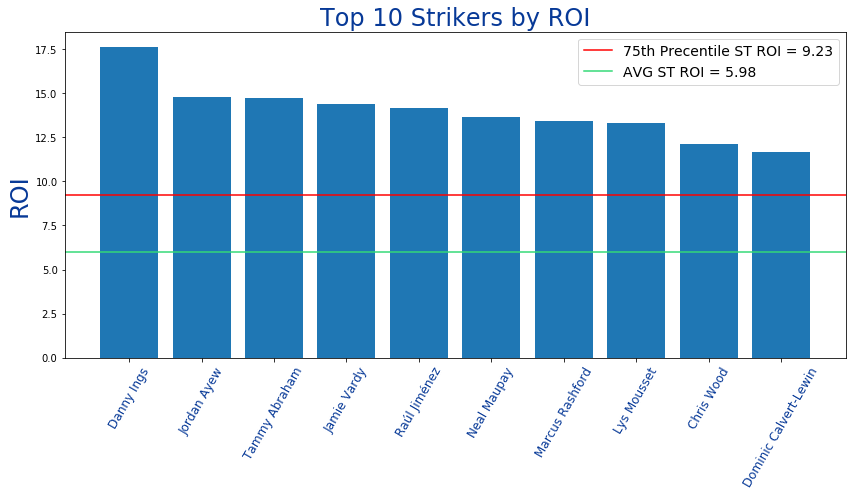 Top 10 Strikers by ROI
75th Precentile ST ROI = 9.23
AVG ST ROI = 5.98
ROI
17.5
15.0
12.5
10.0
7.5
5.0
2.5
0.0
Danny Ings
Jordan Ayew
Tammy Abraham
Jamie Vardy
Raúl Jiménez
Neal Maupay
Marcus Rashford
Lys Mousset
Chris Wood
Dominic Calvert-Lewin